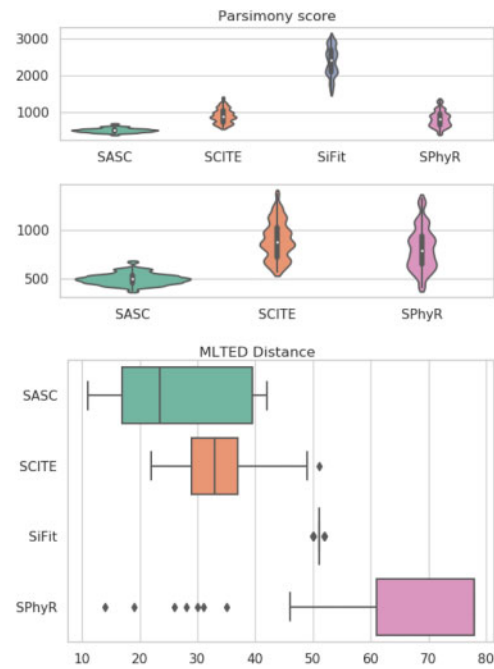 Parsimony score
3000
2000
1000
SASC SCITE SiFit SPhyR
1000
500
SASC SCITE SPhyR
MLTED Distance
SASC
SCITE
SiFit
SPhyR
10 20 30 40 50 60 70 80